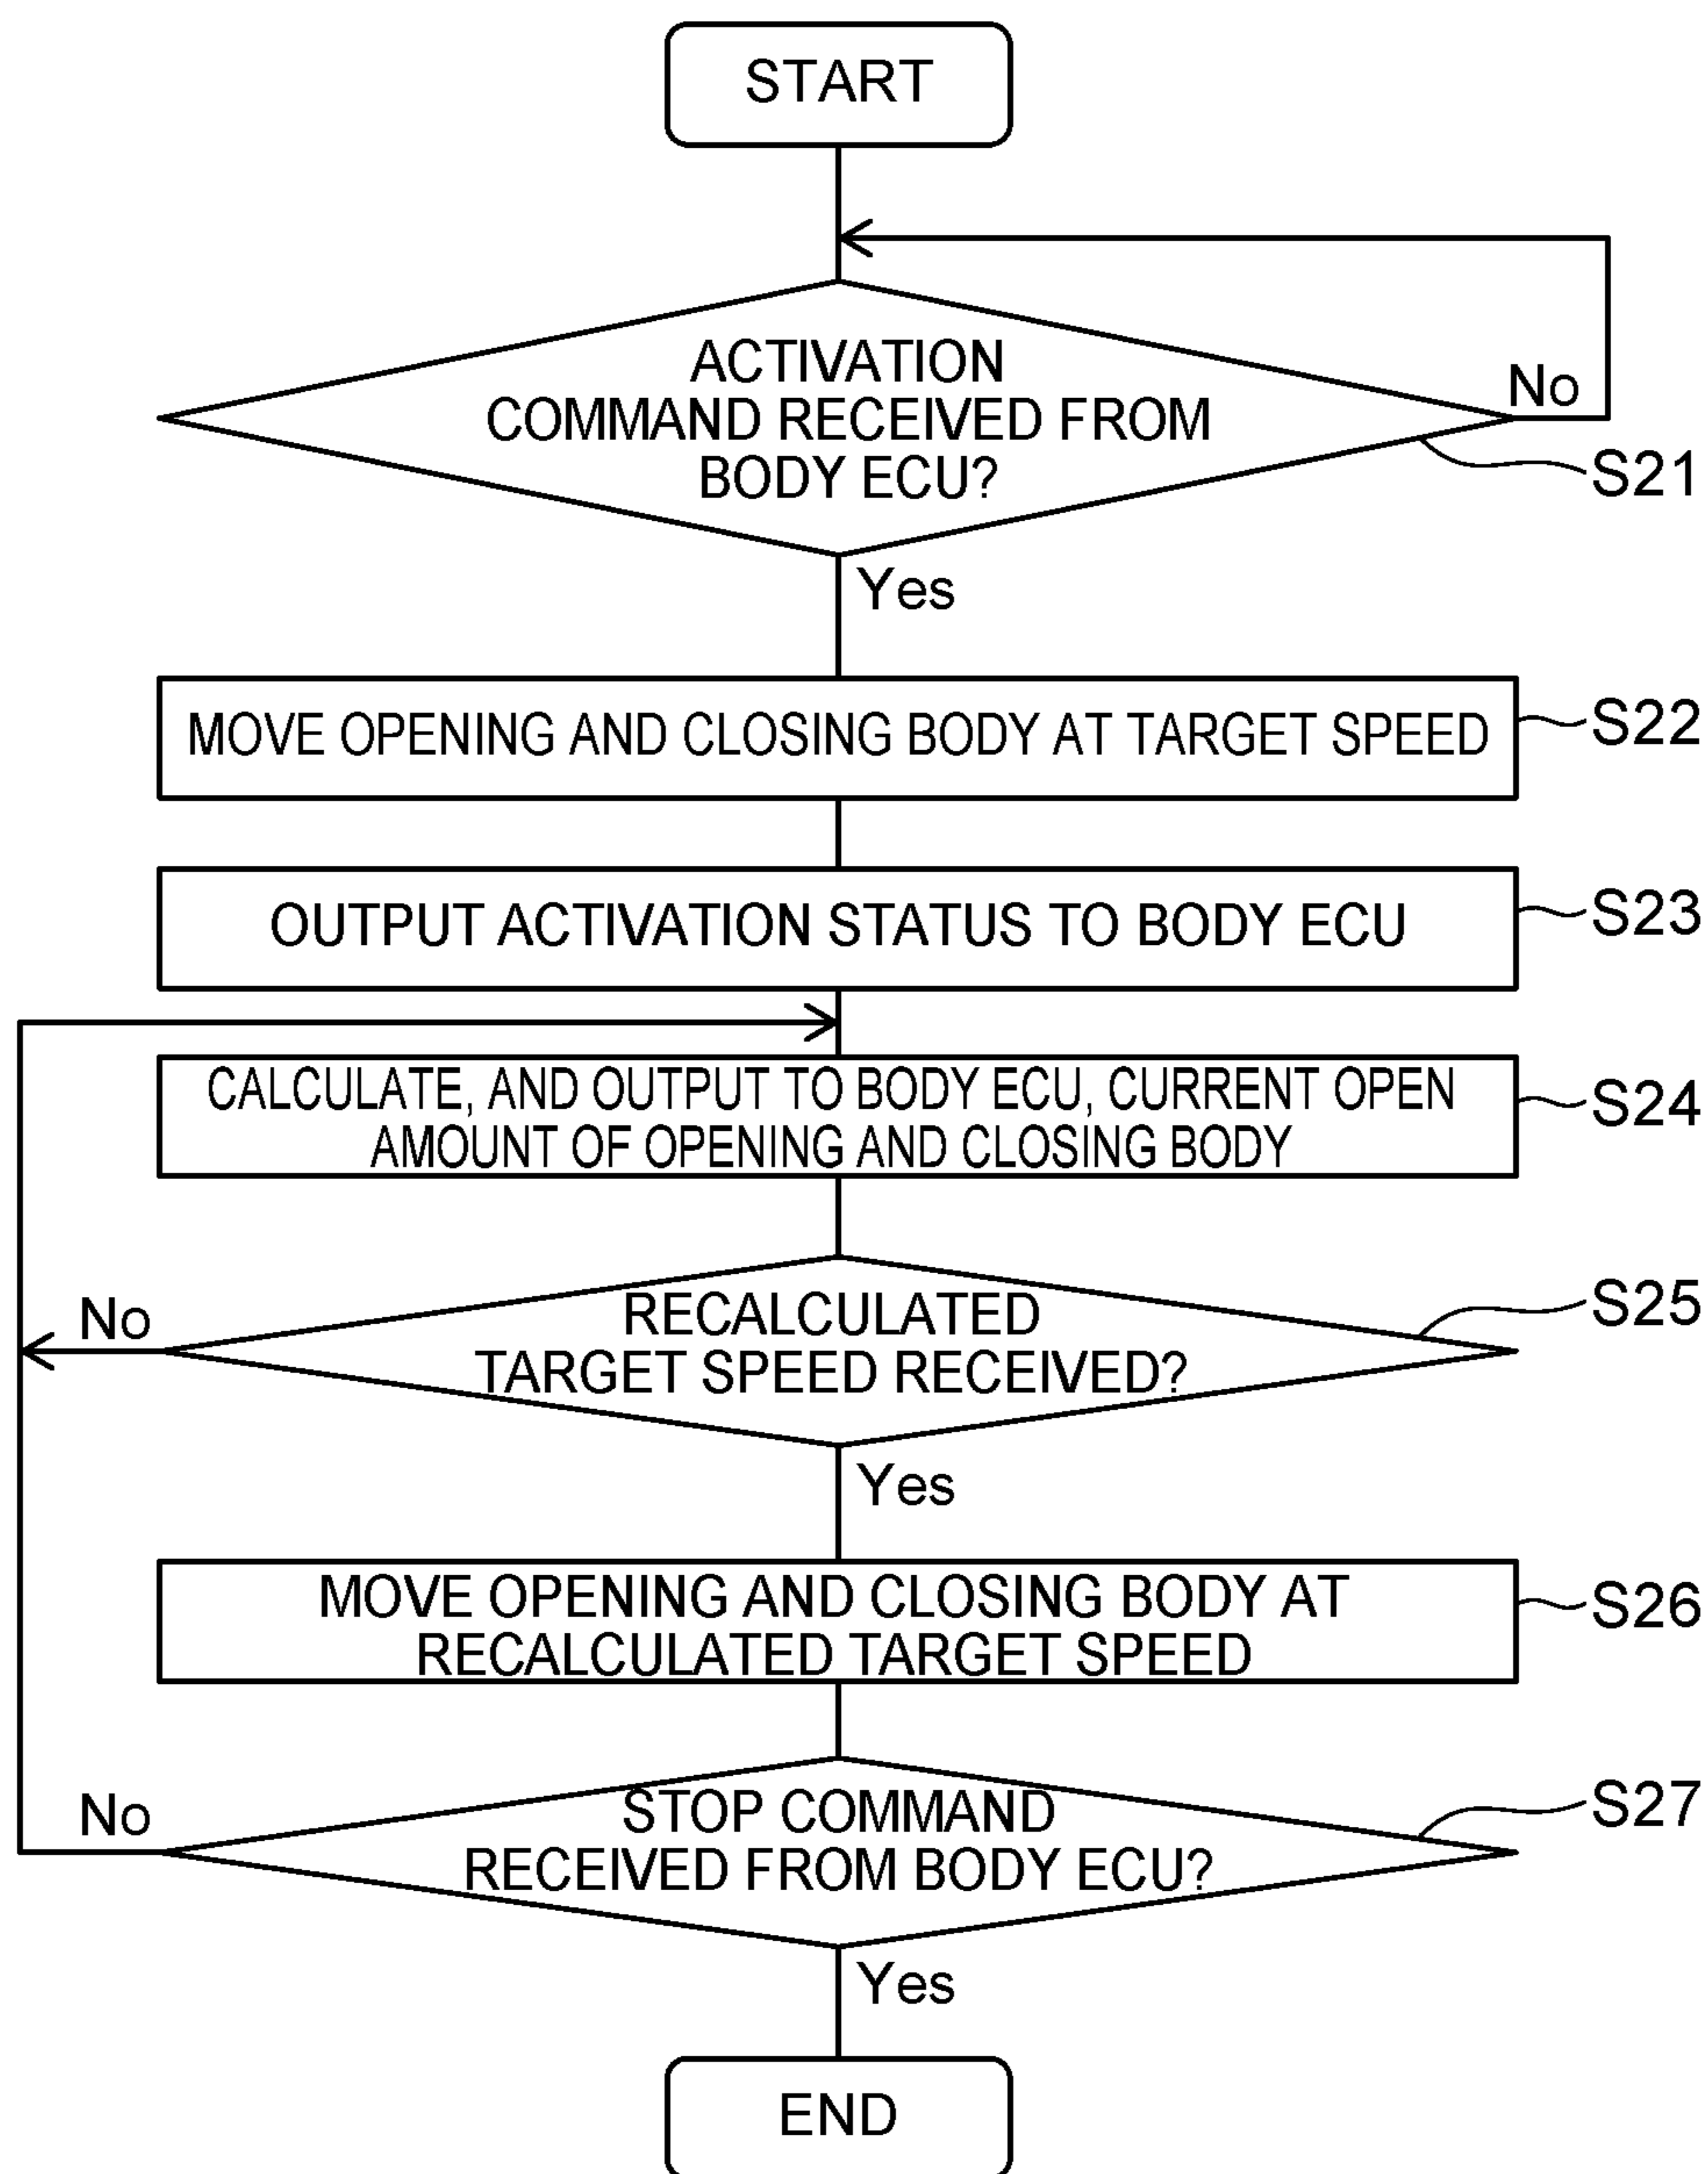 START
ACTIVATION
COMMAND RECEIVED FROM
BODY ECU?
No
S21
Yes
MOVE OPENING AND CLOSING BODY AT TARGET SPEED
S22
OUTPUT ACTIVATION STATUS TO BODY ECU
S23
CALCULATE, AND OUTPUT TO BODY ECU, CURRENT OPEN
AMOUNT OF OPENING AND CLOSING BODY
S24
No
RECALCULATED
TARGET SPEED RECEIVED?
S25
Yes
MOVE OPENING AND CLOSING BODY AT
RECALCULATED TARGET SPEED
S26
No
STOP COMMAND
RECEIVED FROM BODY ECU?
S27
Yes
END